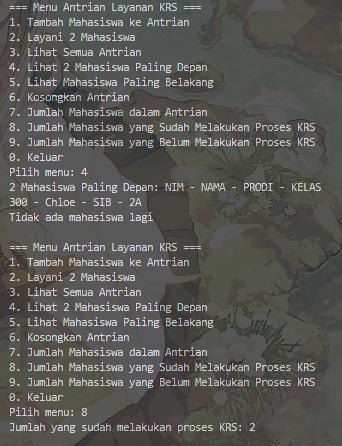 === Menu Antrian Layanan KRS ===
1. Tambah Mahasiswa ke Antrian
2. Layani 2 Mahasiswa
3. Lihat Semua Antrian
4. Lihat 2 Mahasiswa Paling Depan
5. Lihat Mahasiswa Paling Belakang
6. Kosongkan Antrian
7. Jumlah Mahasiswa dalam Antrian
8. Jumlah Mahasiswa yang Sudah Melakukan Proses KRS
9. Jumlah Mahasiswa yang Belum Melakukan Proses KRS
0. Keluar
Pilih menu: 4
2 Mahasiswa Paling Depan: NIM - NAMA - PRODI - KELAS
300 - Chloe - SIB - 2A
Tidak ada mahasiswa lagi
=== Menu Antrian Layanan KRS ===
1. Tambah Mahasiswa ke Antrian
2. Layani 2 Mahasiswa
3. Lihat Semua Antrian
4. Lihat 2 Mahasiswa Paling Depan
5. Lihat Mahasiswa Paling Belakang
6. Kosongkan Antrian
7. Jumlah Mahasiswa dalam Antrian
8. Jumlah Mahasiswa yang Sudah Melakukan Proses KRS
9. Jumlah Mahasiswa yang Belum Melakukan Proses KRS
0. Keluar
Pilih menu: 8
Jumlah yang sudah melakukan proses KRS: 2